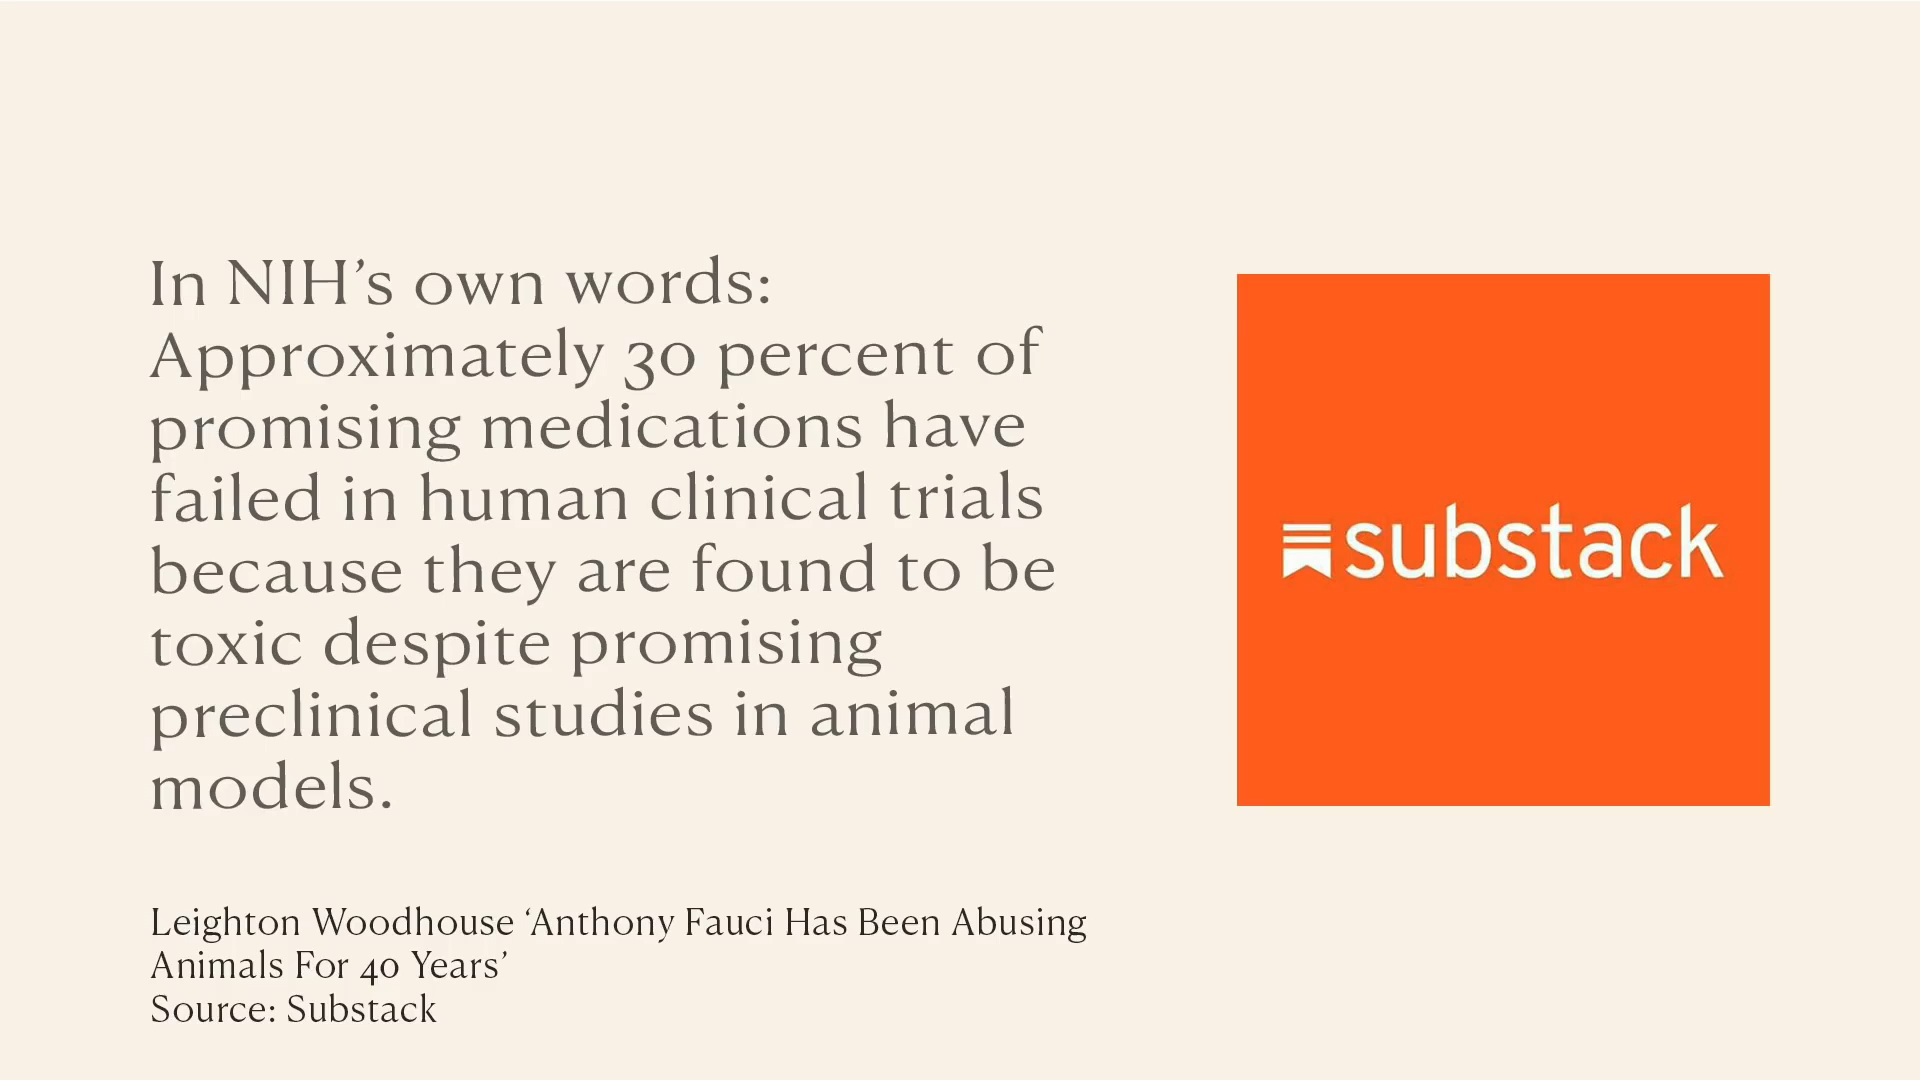 In NIH’s own words:
Approximately 30 percent of
promising medications have
failed in human clinical trials
because they are found to be
toxic despite promising
preclinical studies in animal
models.
substack
Leighton Woodhouse ‘Anthony Fauci Has Been Abusing
Animals For 40 Years’
Source: Substack